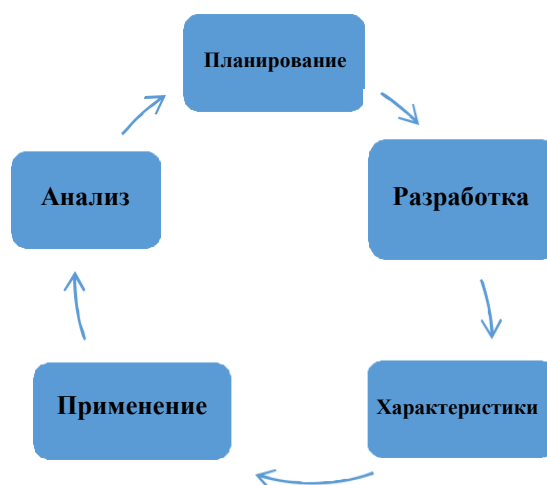 Планирование
Разработка
Характеристики
Применение
Анализ